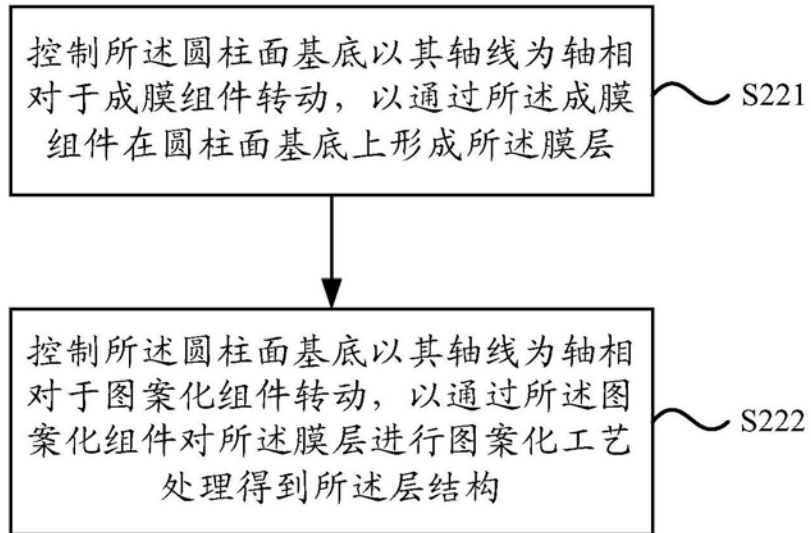 控制所述圆柱面基底以其轴线为轴相
对于成膜组件转动，以通过所述成膜
组件在圆柱面基底上形成所述膜层
S221
控制所述圆柱面基底以其轴线为轴相
对于图案化组件转动，以通过所述图
案化组件对所述膜层进行图案化工艺
处理得到所述层结构
S222